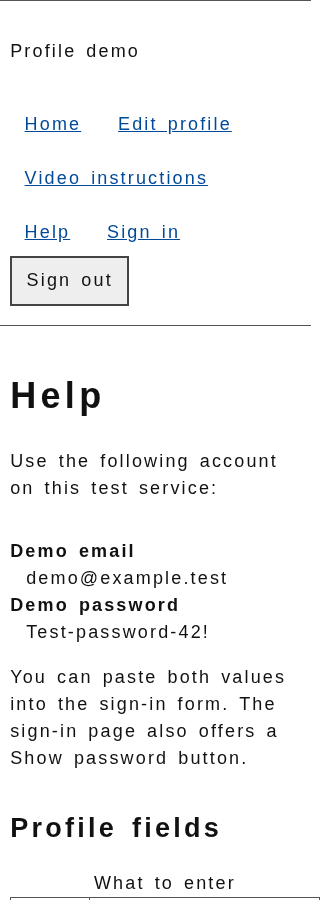 Profile demo
Home Edit profile
Video instructions
Help Sign in
Sign out
Help
Use the following account
on this test service:
Demo email
demo@example.test
Demo password
Test-password-42!
You can paste both values
into the sign-in form. The
sign-in page also offers a
Show password button.
Profile fields
What to enter